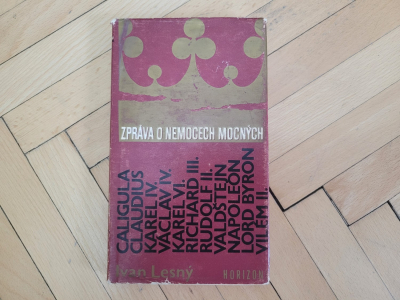 ZPRÁVA O NEMOCECH MOCNÝCH
CALIGULA
CLAUDIUS
KAREL IV.
VÁCLAV IV.
KAREL VI.
RICHARD III.
RUDOLF II.
VALDŠTEJN
NAPOLEON
LORD BYRON
VILÉM II.
Ivan Lesný
HORIZONT